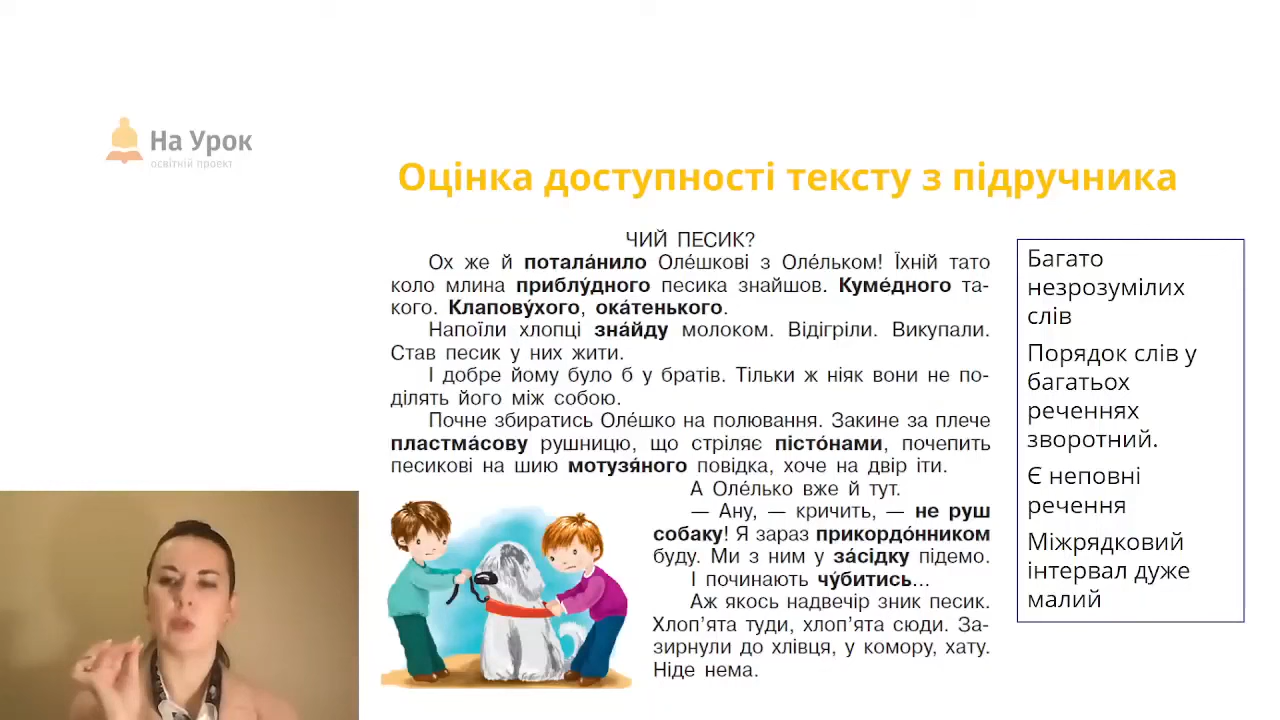 На Урок
освітній проект
Оцінка доступності тексту з підручника
ЧИЙ ПЕСИК?
Ох же й потала́нило Оле́шкові з Оле́льком! Їхній тато
коло млина приблу́дного песика знайшов. Куме́дного та-
кого. Клапову́хого, ока́тенького.
Напоїли хлопці зна́йду молоком. Відігріли. Викупали.
Став песик у них жити.
І добре йому було б у братів. Тільки ж ніяк вони не по-
ділять його між собою.
Почне збиратись Оле́шко на полювання. Закине за плече
пластма́сову рушницю, що стріляє písто́нами, почепить
песикові на шию мотузя́ного повідка, хоче на двір іти.
А Оле́лько вже й тут.
— Ану, — кричить, — не руш
собаку! Я зараз прикордо́нником
буду. Ми з ним у за́сідку підемо.
І починають чу́битись...
Аж якось надвечір зник песик.
Хлоп’ята туди, хлоп’ята сюди. За-
зирнули до хлівця, у комору, хату.
Ніде нема.
Багато
незрозумілих
слів
Порядок слів у
багатьох
реченнях
зворотний.
Є неповні
речення
Міжрядковий
інтервал дуже
малий